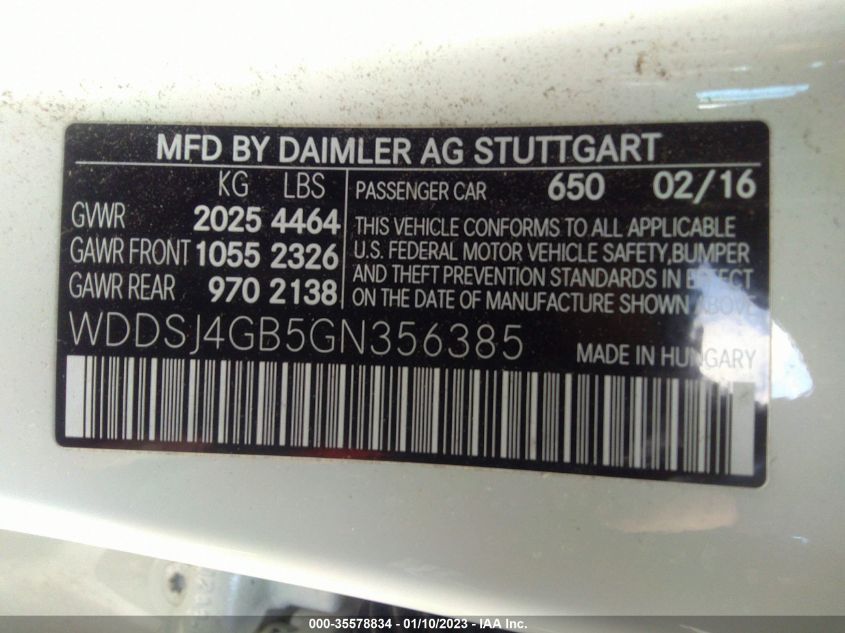 MFD BY DAIMLER AG STUTTGART
KG LBS
GVWR 2025 4464
GAWR FRONT 1055 2326
GAWR REAR 970 2138
PASSENGER CAR 650 02/16
THIS VEHICLE CONFORMS TO ALL APPLICABLE
U.S. FEDERAL MOTOR VEHICLE SAFETY,BUMPER
AND THEFT PREVENTION STANDARDS IN EFFECT
ON THE DATE OF MANUFACTURE SHOWN ABOVE
WDDSJ4GB5GN356385
MADE IN HUNGARY
000-35578834 - 01/10/2023 - IAA Inc.